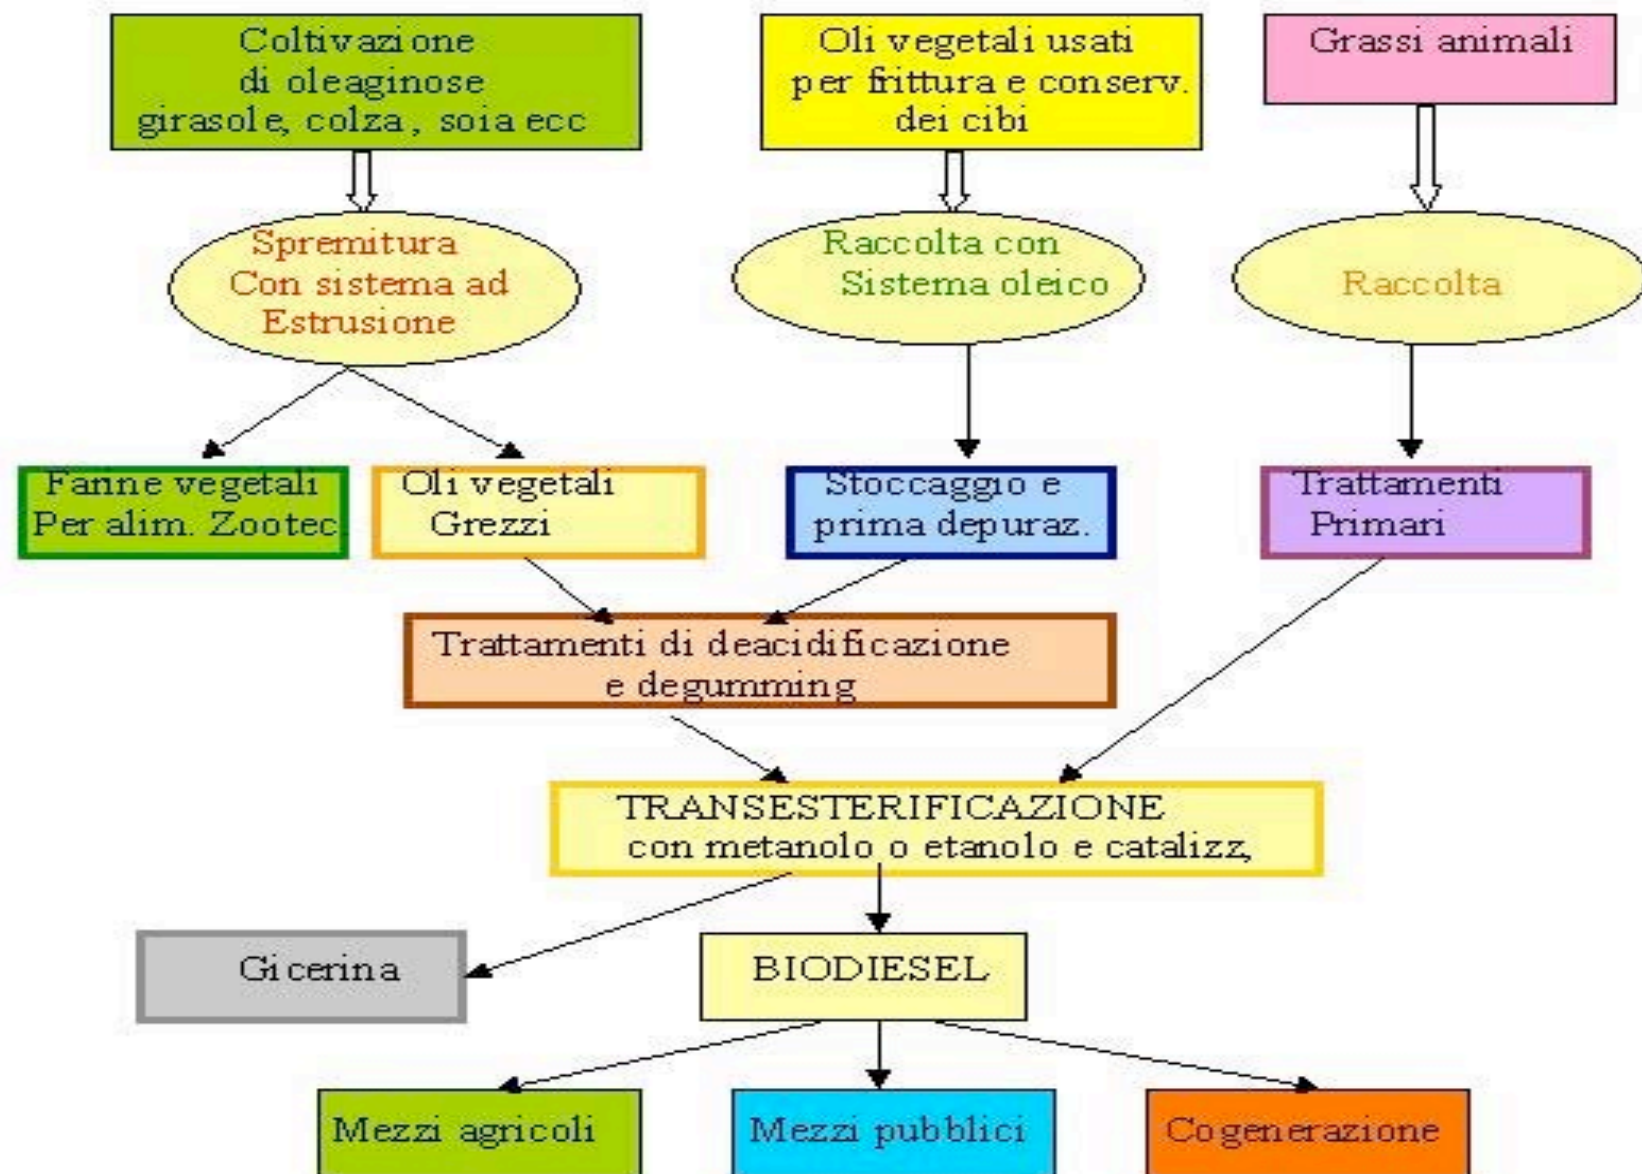 Coltivazione
di oleaginose
girasole, colza , soia ecc
Oli vegetali usati
per frittura e conserv.
dei cibi
Grassi animali
Spremitura
Con sistema ad
Estrusione
Raccolta con
Sistema oleico
Raccolta
Farine vegetali
Per alim. Zootec
Oli vegetali
Grezzi
Stoccaggio e
prima depuraz.
Trattamenti
Primari
Trattamenti di deacidificazione
e degumming
TRANSESTERIFICAZIONE
con metanolo o etanolo e catalizz,
Gicerina
BIODIESEL
Mezzi agricoli
Mezzi pubblici
Cogenerazione